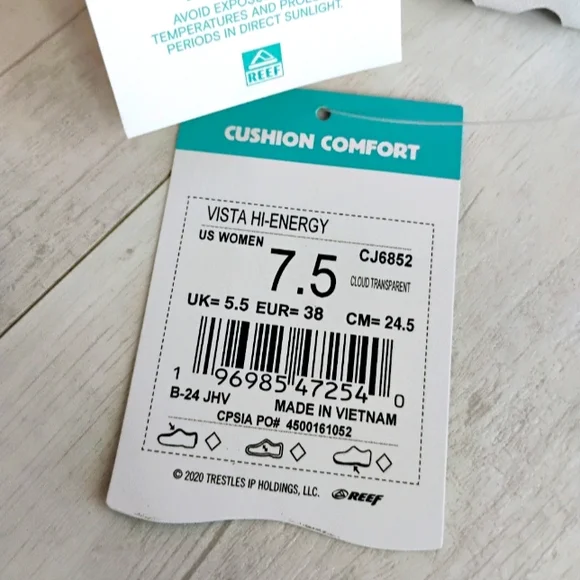 AVOID
TEMPERATURES AND
PERIODS IN DIRECT SUNLIGHT.
REEF
CUSHION COMFORT
VISTA HI-ENERGY
US WOMEN 7.5 CJ6852
CLOUD TRANSPARENT
UK= 5.5 EUR= 38 CM= 24.5
1 96985 47254 0
B-24 JHV MADE IN VIETNAM
CPSIA PO# 4500161052
© 2020 TRESTLES IP HOLDINGS, LLC. REEF